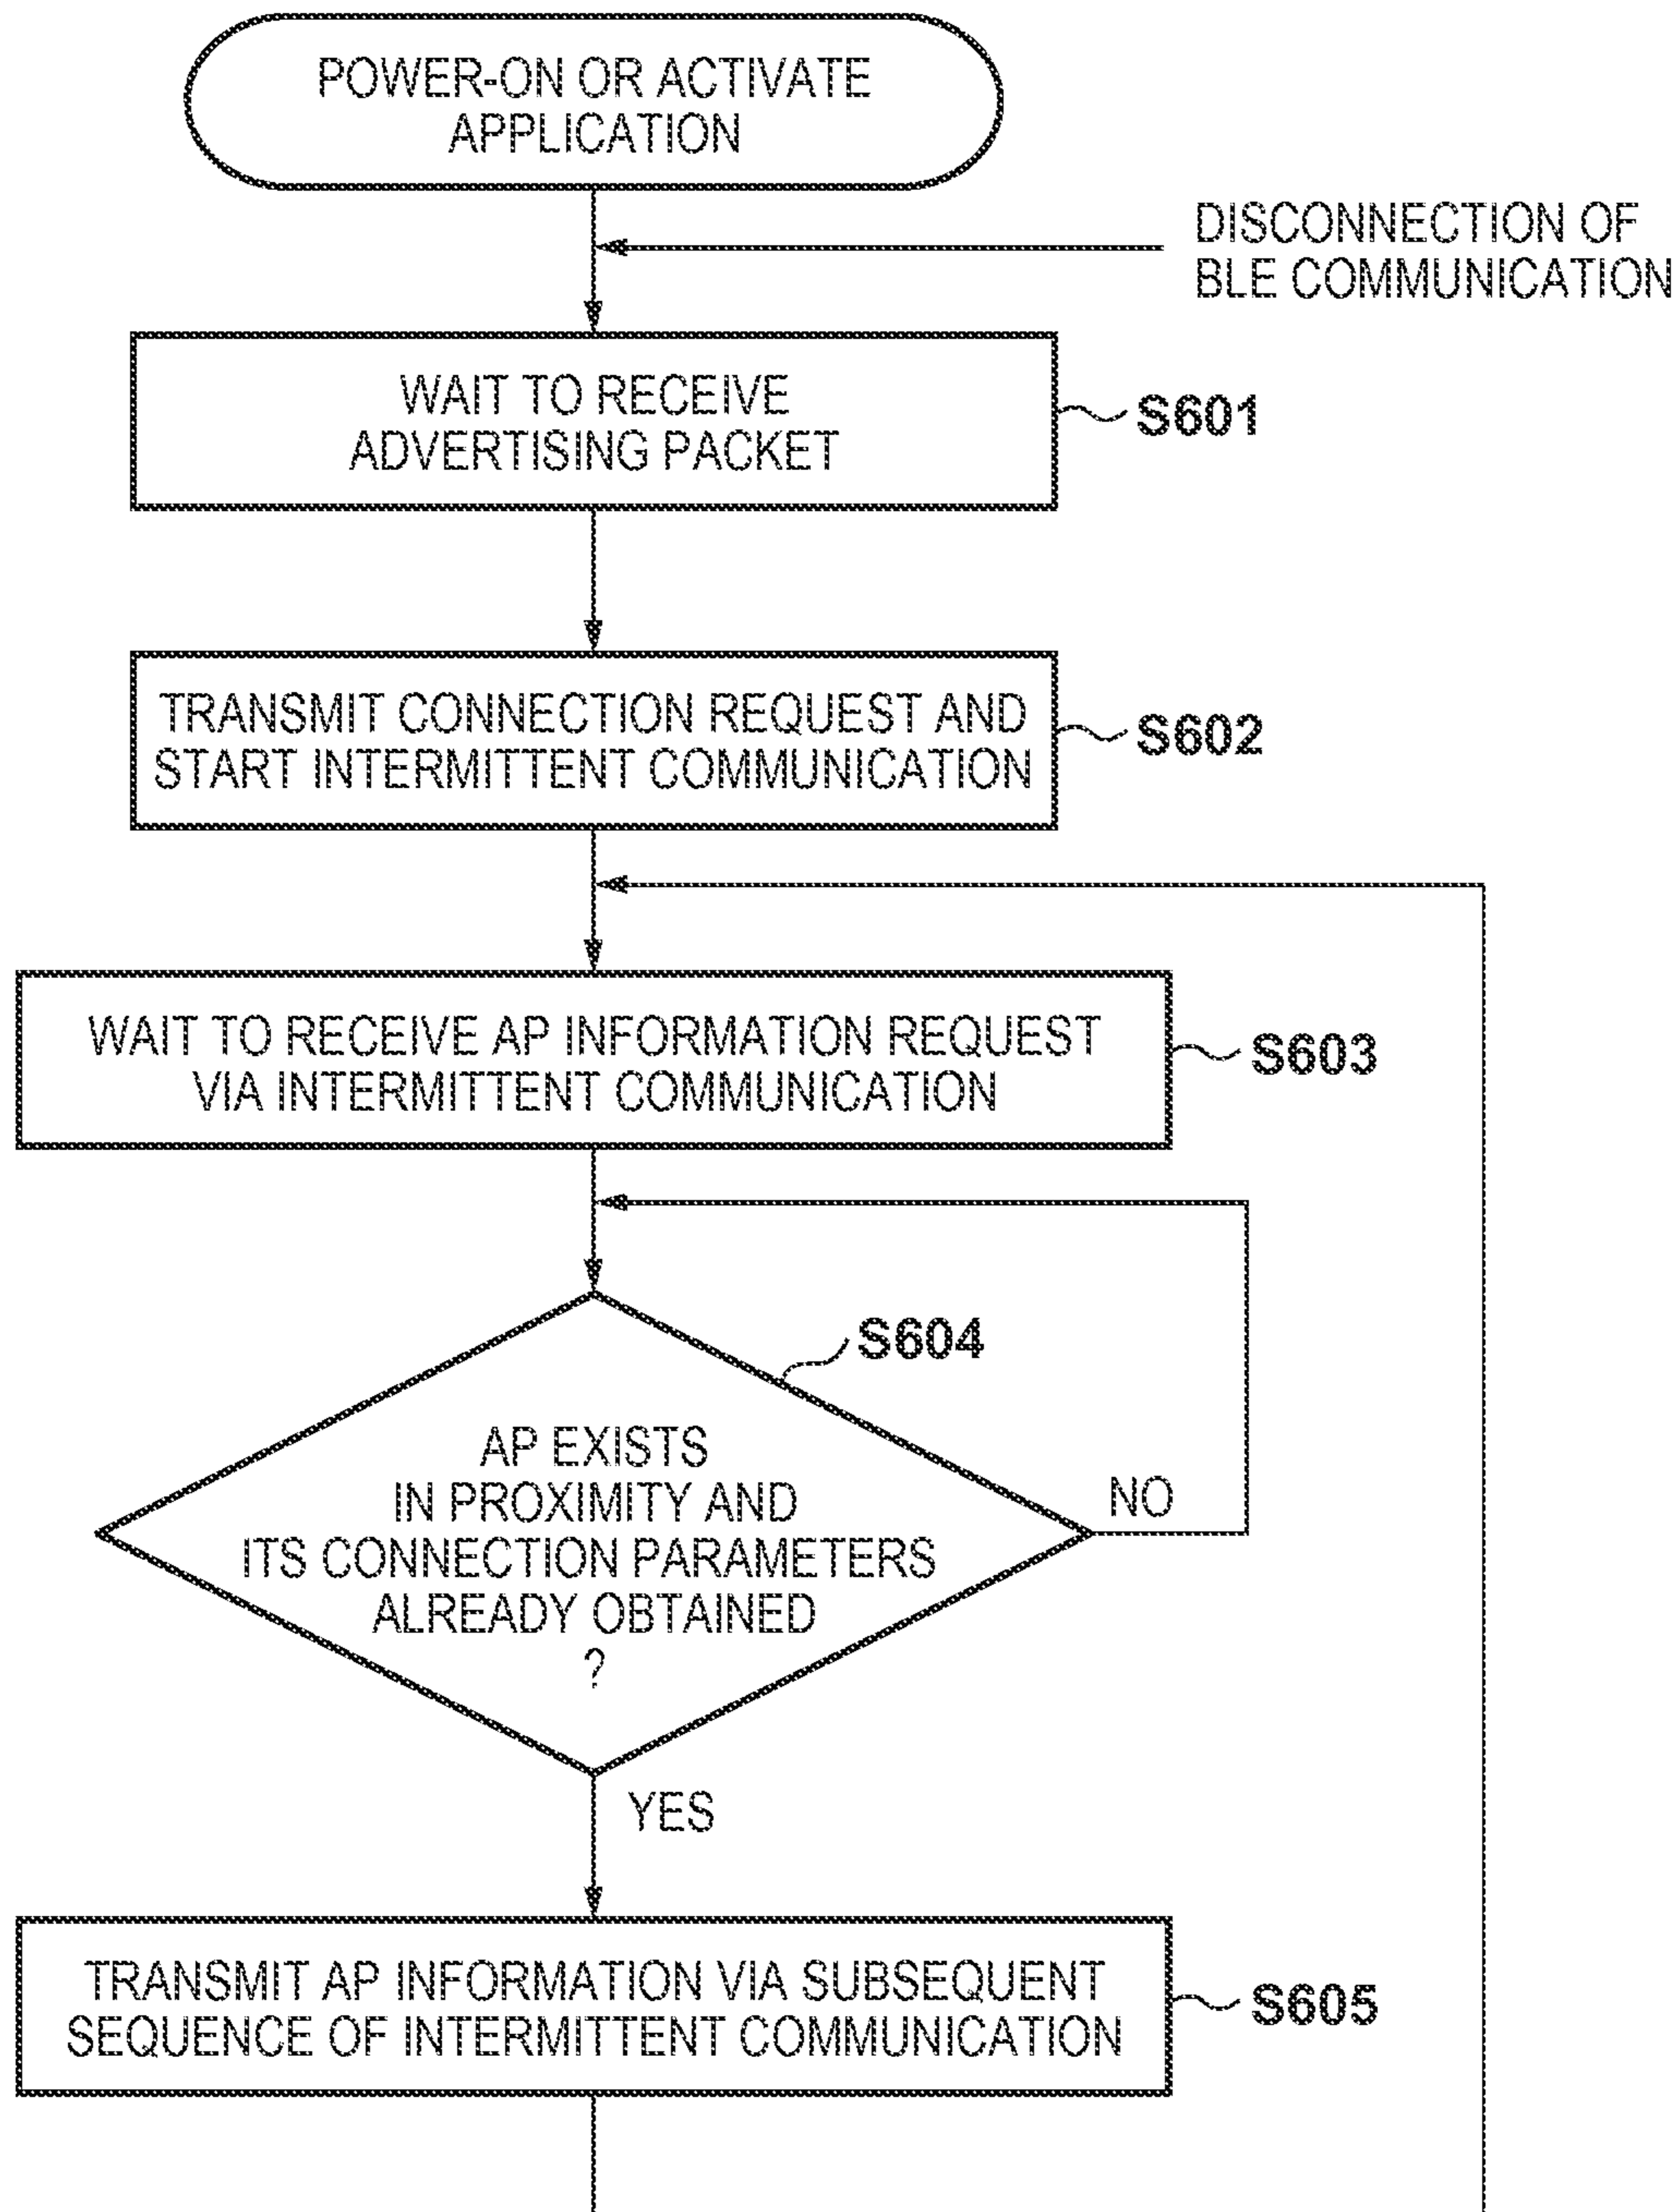 POWER-ON OR ACTIVATE
APPLICATION
DISCONNECTION OF
BLE COMMUNICATION
WAIT TO RECEIVE
ADVERTISING PACKET
S601
TRANSMIT CONNECTION REQUEST AND
START INTERMITTENT COMMUNICATION
S602
WAIT TO RECEIVE AP INFORMATION REQUEST
VIA INTERMITTENT COMMUNICATION
S603
S604
AP EXISTS
IN PROXIMITY AND
ITS CONNECTION PARAMETERS
ALREADY OBTAINED
?
NO
YES
TRANSMIT AP INFORMATION VIA SUBSEQUENT
SEQUENCE OF INTERMITTENT COMMUNICATION
S605